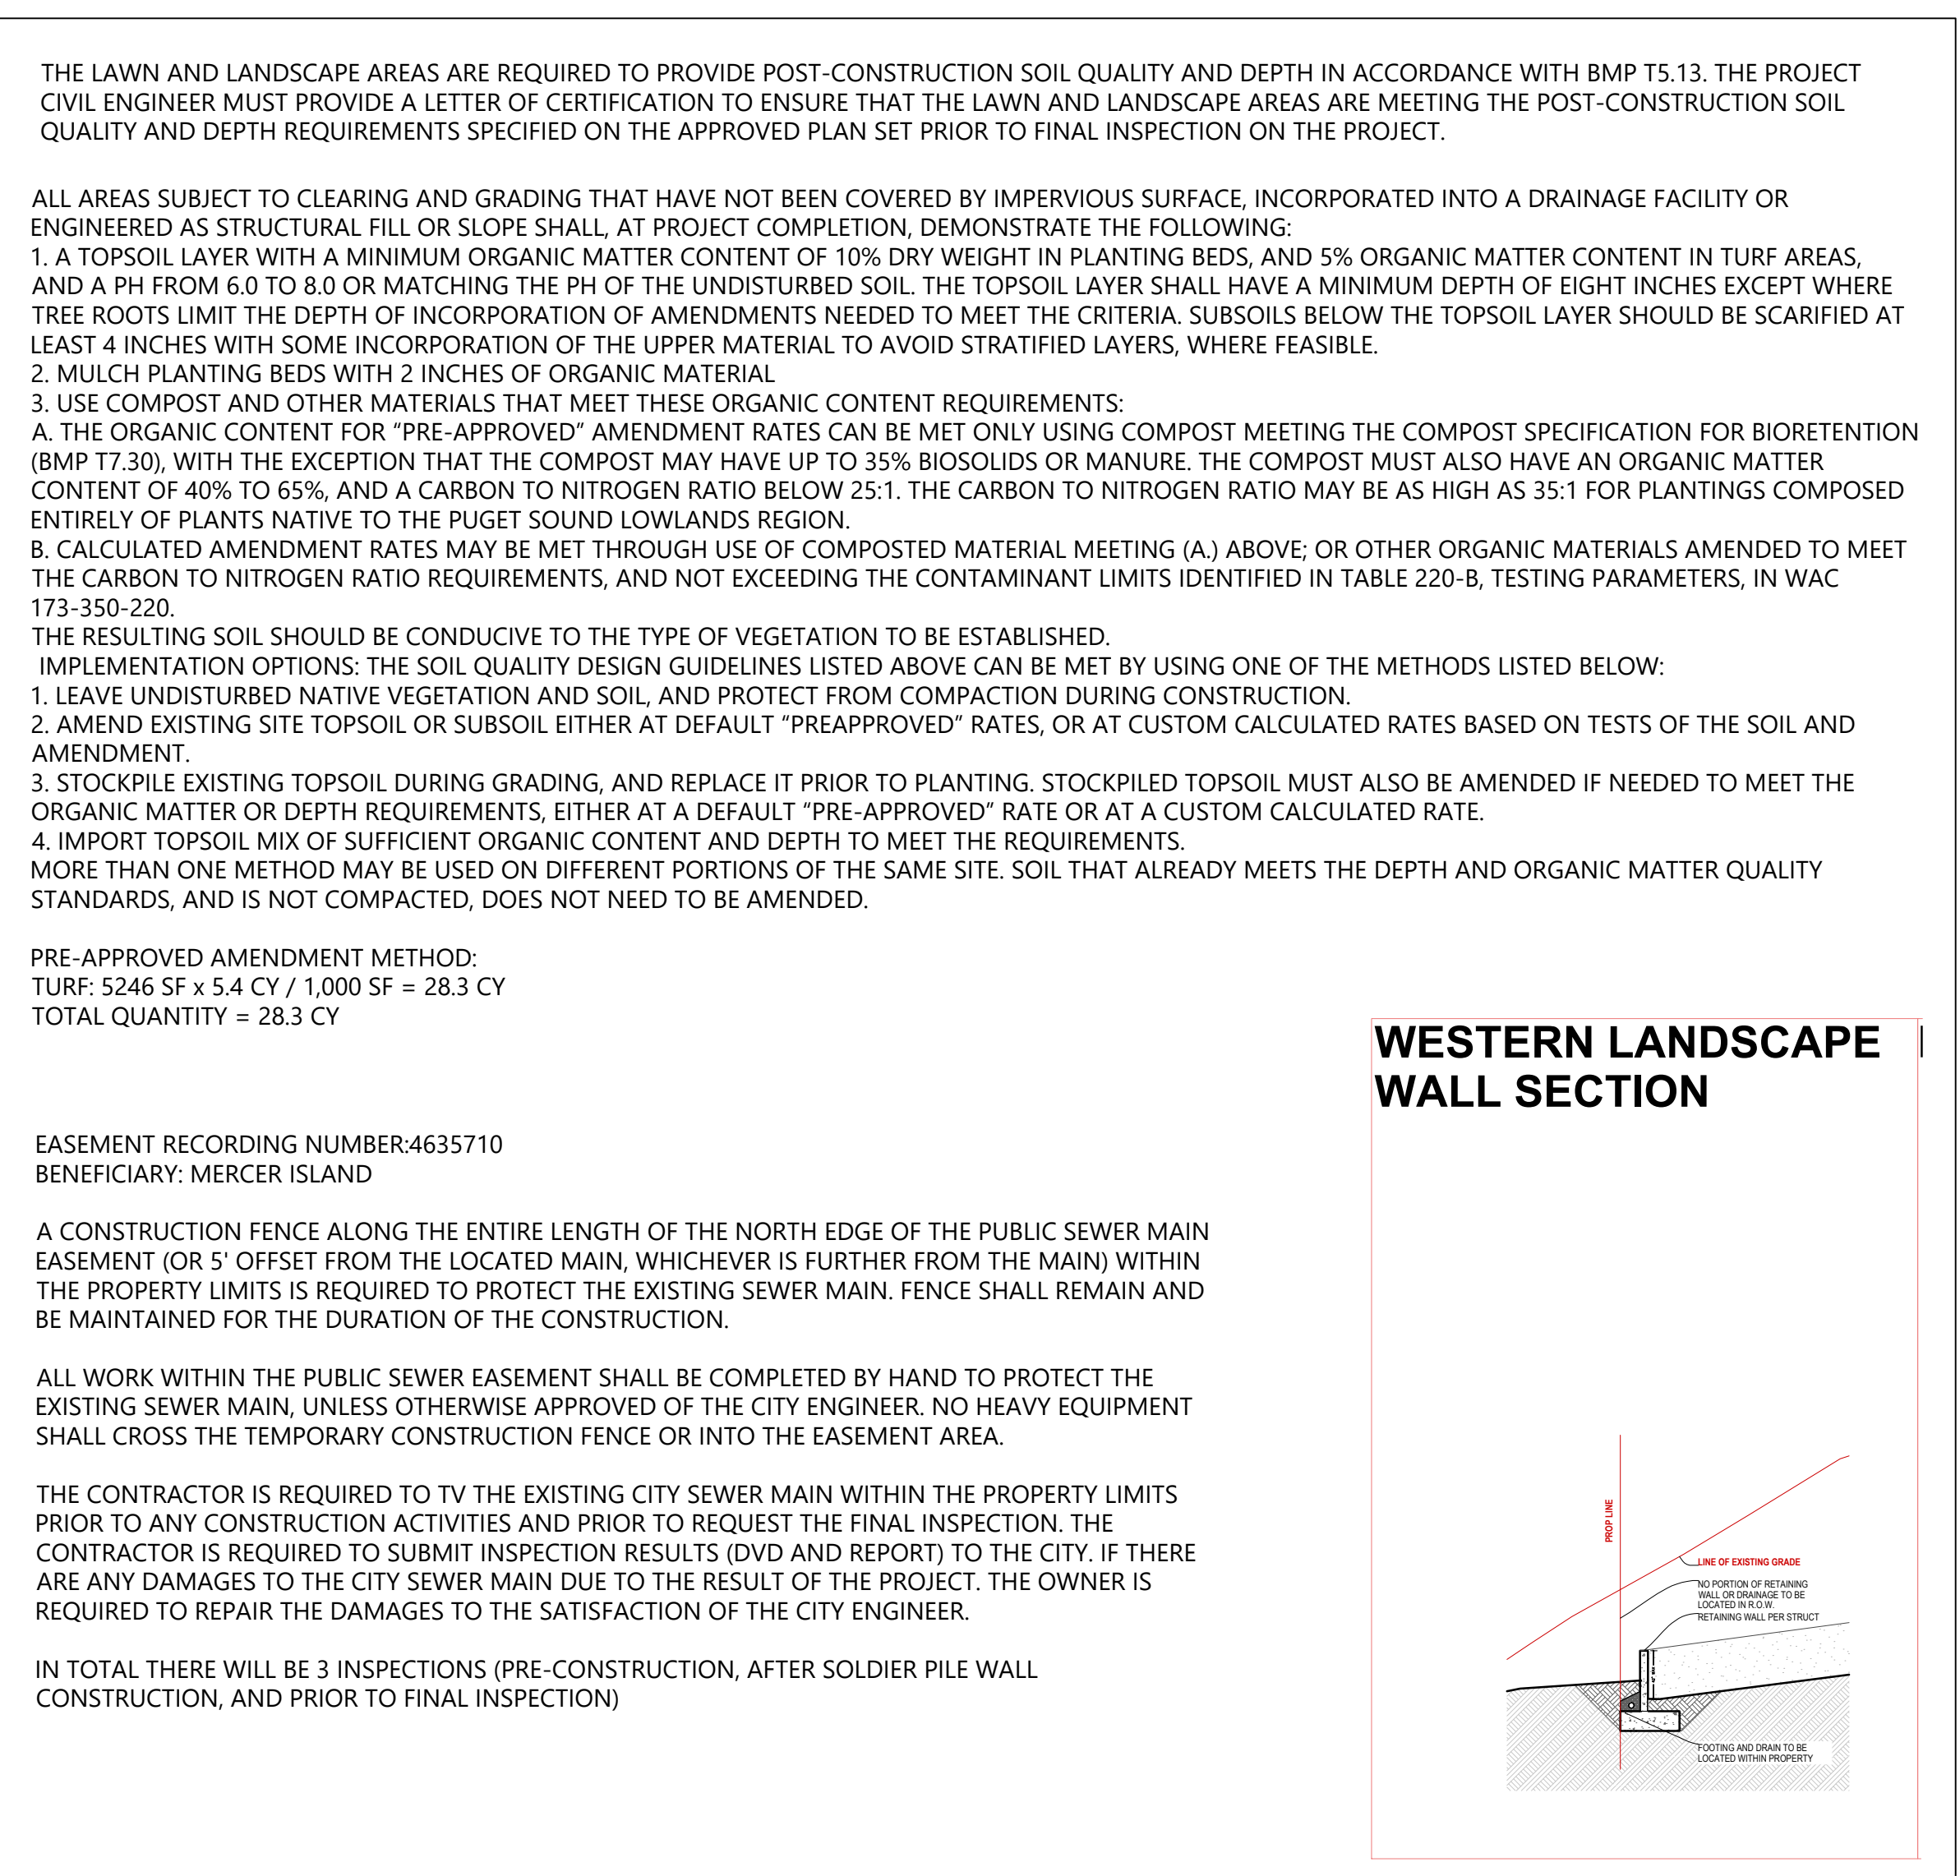 THE LAWN AND LANDSCAPE AREAS ARE REQUIRED TO PROVIDE POST-CONSTRUCTION SOIL QUALITY AND DEPTH IN ACCORDANCE WITH BMP T5.13. THE PROJECT
CIVIL ENGINEER MUST PROVIDE A LETTER OF CERTIFICATION TO ENSURE THAT THE LAWN AND LANDSCAPE AREAS ARE MEETING THE POST-CONSTRUCTION SOIL
QUALITY AND DEPTH REQUIREMENTS SPECIFIED ON THE APPROVED PLAN SET PRIOR TO FINAL INSPECTION ON THE PROJECT.
ALL AREAS SUBJECT TO CLEARING AND GRADING THAT HAVE NOT BEEN COVERED BY IMPERVIOUS SURFACE, INCORPORATED INTO A DRAINAGE FACILITY OR
ENGINEERED AS STRUCTURAL FILL OR SLOPE SHALL, AT PROJECT COMPLETION, DEMONSTRATE THE FOLLOWING:
1. A TOPSOIL LAYER WITH A MINIMUM ORGANIC MATTER CONTENT OF 10% DRY WEIGHT IN PLANTING BEDS, AND 5% ORGANIC MATTER CONTENT IN TURF AREAS,
AND A PH FROM 6.0 TO 8.0 OR MATCHING THE PH OF THE UNDISTURBED SOIL. THE TOPSOIL LAYER SHALL HAVE A MINIMUM DEPTH OF EIGHT INCHES EXCEPT WHERE
TREE ROOTS LIMIT THE DEPTH OF INCORPORATION OF AMENDMENTS NEEDED TO MEET THE CRITERIA. SUBSOILS BELOW THE TOPSOIL LAYER SHOULD BE SCARIFIED AT
LEAST 4 INCHES WITH SOME INCORPORATION OF THE UPPER MATERIAL TO AVOID STRATIFIED LAYERS, WHERE FEASIBLE.
2. MULCH PLANTING BEDS WITH 2 INCHES OF ORGANIC MATERIAL
3. USE COMPOST AND OTHER MATERIALS THAT MEET THESE ORGANIC CONTENT REQUIREMENTS:
A. THE ORGANIC CONTENT FOR “PRE-APPROVED” AMENDMENT RATES CAN BE MET ONLY USING COMPOST MEETING THE COMPOST SPECIFICATION FOR BIORETENTION
(BMP T7.30), WITH THE EXCEPTION THAT THE COMPOST MAY HAVE UP TO 35% BIOSOLIDS OR MANURE. THE COMPOST MUST ALSO HAVE AN ORGANIC MATTER
CONTENT OF 40% TO 65%, AND A CARBON TO NITROGEN RATIO BELOW 25:1. THE CARBON TO NITROGEN RATIO MAY BE AS HIGH AS 35:1 FOR PLANTINGS COMPOSED
ENTIRELY OF PLANTS NATIVE TO THE PUGET SOUND LOWLANDS REGION.
B. CALCULATED AMENDMENT RATES MAY BE MET THROUGH USE OF COMPOSTED MATERIAL MEETING (A.) ABOVE; OR OTHER ORGANIC MATERIALS AMENDED TO MEET
THE CARBON TO NITROGEN RATIO REQUIREMENTS, AND NOT EXCEEDING THE CONTAMINANT LIMITS IDENTIFIED IN TABLE 220-B, TESTING PARAMETERS, IN WAC
173-350-220.
THE RESULTING SOIL SHOULD BE CONDUCIVE TO THE TYPE OF VEGETATION TO BE ESTABLISHED.
IMPLEMENTATION OPTIONS: THE SOIL QUALITY DESIGN GUIDELINES LISTED ABOVE CAN BE MET BY USING ONE OF THE METHODS LISTED BELOW:
1. LEAVE UNDISTURBED NATIVE VEGETATION AND SOIL, AND PROTECT FROM COMPACTION DURING CONSTRUCTION.
2. AMEND EXISTING SITE TOPSOIL OR SUBSOIL EITHER AT DEFAULT “PREAPPROVED” RATES, OR AT CUSTOM CALCULATED RATES BASED ON TESTS OF THE SOIL AND
AMENDMENT.
3. STOCKPILE EXISTING TOPSOIL DURING GRADING, AND REPLACE IT PRIOR TO PLANTING. STOCKPILED TOPSOIL MUST ALSO BE AMENDED IF NEEDED TO MEET THE
ORGANIC MATTER OR DEPTH REQUIREMENTS, EITHER AT A DEFAULT “PRE-APPROVED” RATE OR AT A CUSTOM CALCULATED RATE.
4. IMPORT TOPSOIL MIX OF SUFFICIENT ORGANIC CONTENT AND DEPTH TO MEET THE REQUIREMENTS.
MORE THAN ONE METHOD MAY BE USED ON DIFFERENT PORTIONS OF THE SAME SITE. SOIL THAT ALREADY MEETS THE DEPTH AND ORGANIC MATTER QUALITY
STANDARDS, AND IS NOT COMPACTED, DOES NOT NEED TO BE AMENDED.
PRE-APPROVED AMENDMENT METHOD:
TURF: 5246 SF x 5.4 CY / 1,000 SF = 28.3 CY
TOTAL QUANTITY = 28.3 CY
EASEMENT RECORDING NUMBER:4635710
BENEFICIARY: MERCER ISLAND
A CONSTRUCTION FENCE ALONG THE ENTIRE LENGTH OF THE NORTH EDGE OF THE PUBLIC SEWER MAIN
EASEMENT (OR 5' OFFSET FROM THE LOCATED MAIN, WHICHEVER IS FURTHER FROM THE MAIN) WITHIN
THE PROPERTY LIMITS IS REQUIRED TO PROTECT THE EXISTING SEWER MAIN. FENCE SHALL REMAIN AND
BE MAINTAINED FOR THE DURATION OF THE CONSTRUCTION.
ALL WORK WITHIN THE PUBLIC SEWER EASEMENT SHALL BE COMPLETED BY HAND TO PROTECT THE
EXISTING SEWER MAIN, UNLESS OTHERWISE APPROVED OF THE CITY ENGINEER. NO HEAVY EQUIPMENT
SHALL CROSS THE TEMPORARY CONSTRUCTION FENCE OR INTO THE EASEMENT AREA.
THE CONTRACTOR IS REQUIRED TO TV THE EXISTING CITY SEWER MAIN WITHIN THE PROPERTY LIMITS
PRIOR TO ANY CONSTRUCTION ACTIVITIES AND PRIOR TO REQUEST THE FINAL INSPECTION. THE
CONTRACTOR IS REQUIRED TO SUBMIT INSPECTION RESULTS (DVD AND REPORT) TO THE CITY. IF THERE
ARE ANY DAMAGES TO THE CITY SEWER MAIN DUE TO THE RESULT OF THE PROJECT. THE OWNER IS
REQUIRED TO REPAIR THE DAMAGES TO THE SATISFACTION OF THE CITY ENGINEER.
IN TOTAL THERE WILL BE 3 INSPECTIONS (PRE-CONSTRUCTION, AFTER SOLDIER PILE WALL
CONSTRUCTION, AND PRIOR TO FINAL INSPECTION)
WESTERN LANDSCAPE
WALL SECTION
PROP LINE
LINE OF EXISTING GRADE
NO PORTION OF RETAINING
WALL OR DRAINAGE TO BE
LOCATED IN R.O.W.
RETAINING WALL PER STRUCT
FOOTING AND DRAIN TO BE
LOCATED WITHIN PROPERTY